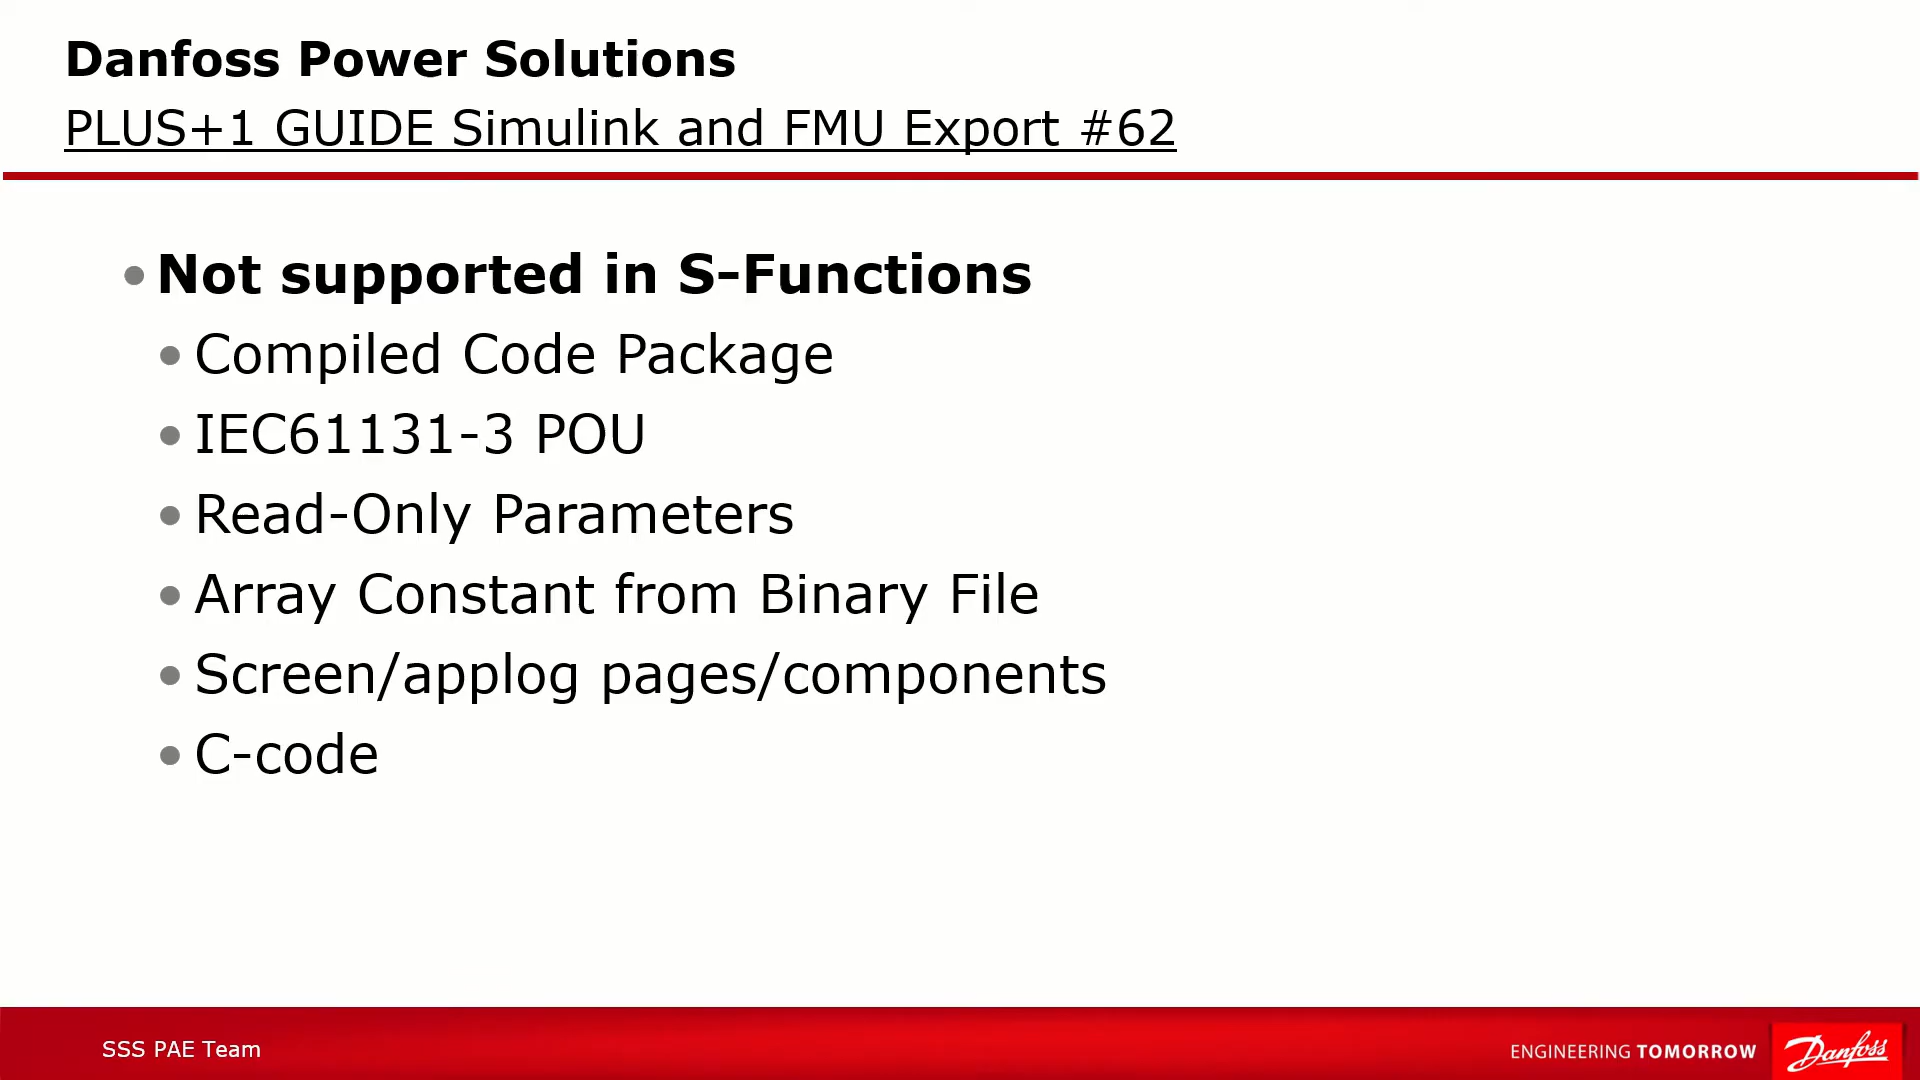 Danfoss Power Solutions
PLUS+1 GUIDE Simulink and FMU Export #62
• Not supported in S-Functions
• Compiled Code Package
• IEC61131-3 POU
• Read-Only Parameters
• Array Constant from Binary File
• Screen/applog pages/components
• C-code
SSS PAE Team
ENGINEERING TOMORROW
Danfoss